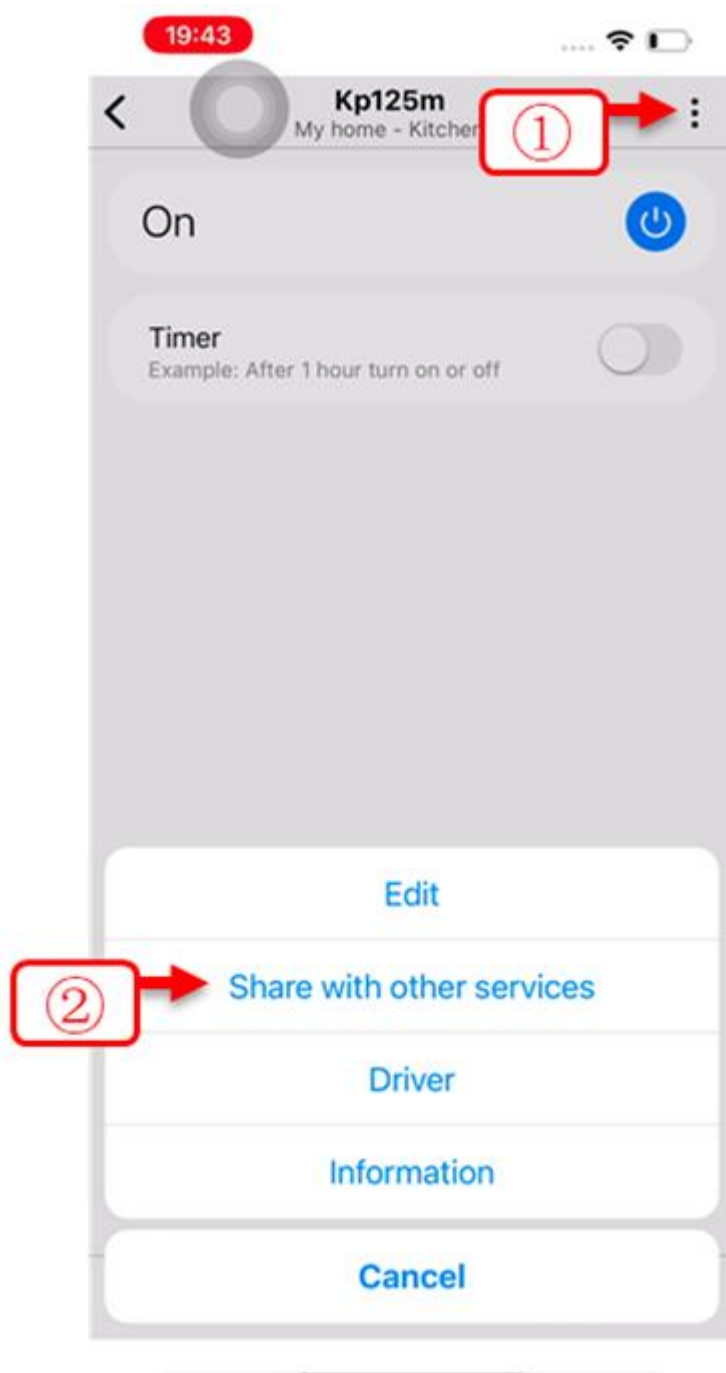 19:43
Kp125m
My home - Kitchen
①
On
Timer
Example: After 1 hour turn on or off
Edit
②
Share with other services
Driver
Information
Cancel